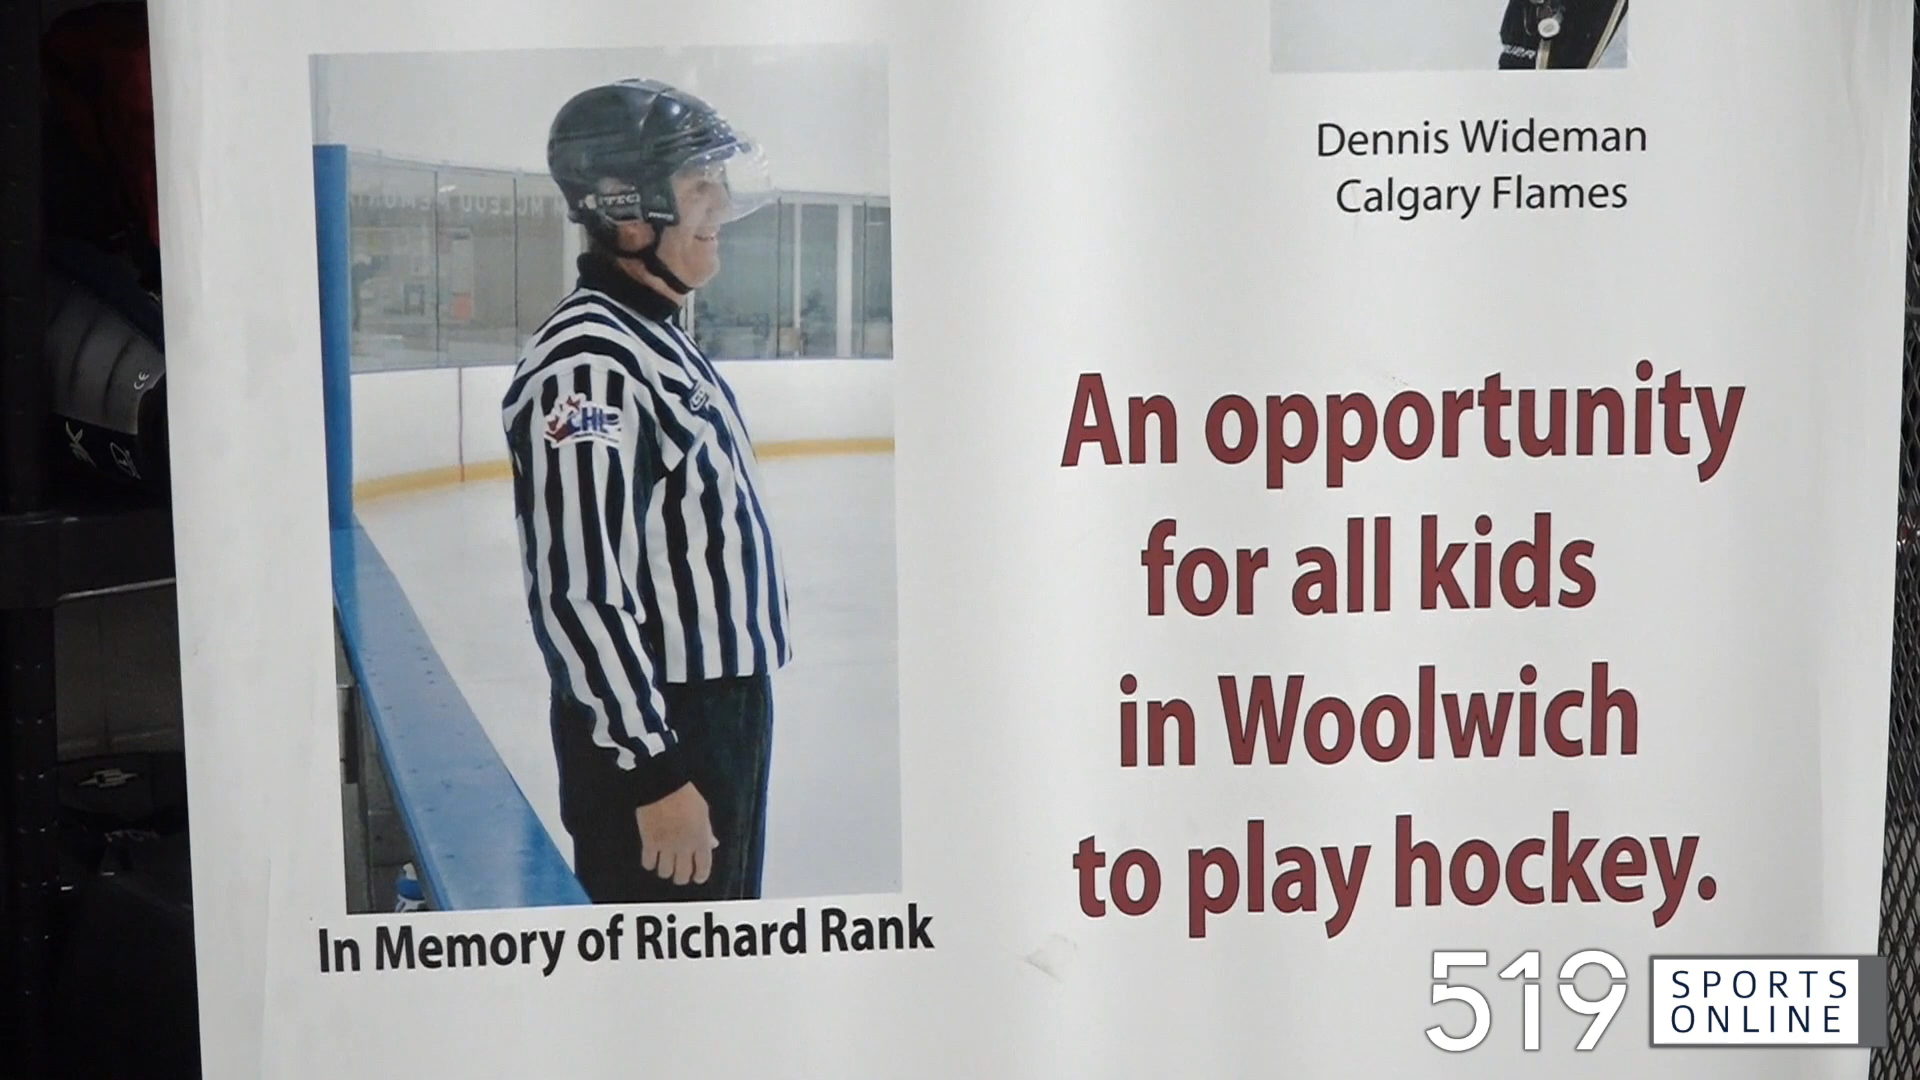 Dennis Wideman
Calgary Flames
CHL
An opportunity
for all kids
in Woolwich
to play hockey.
In Memory of Richard Rank
519 SPORTS
ONLINE